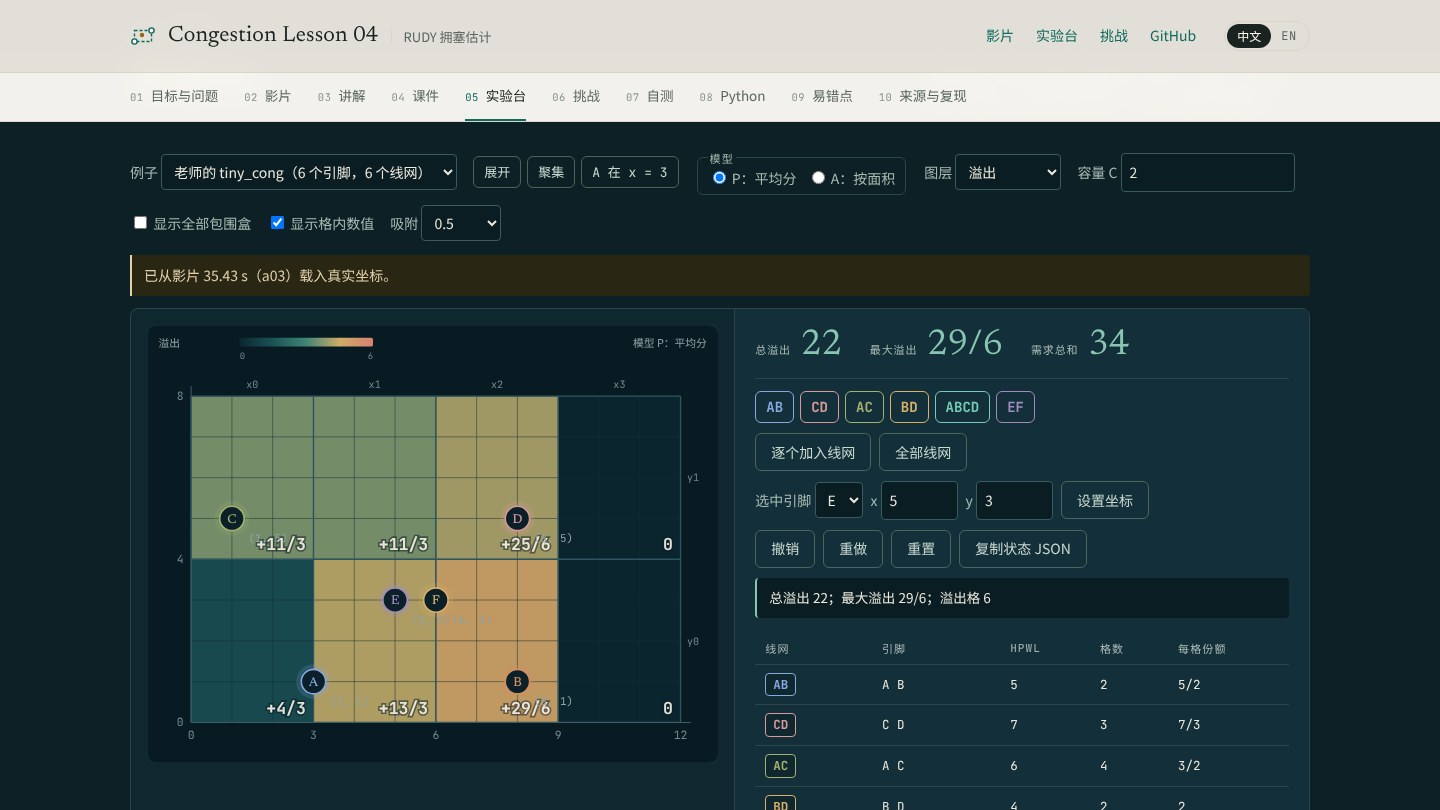 Congestion Lesson 04 RUDY 拥塞估计 影片 实验台 挑战 GitHub 中文 EN
01 目标与问题 02 影片 03 讲解 04 课件 05 实验台 06 挑战 07 自测 08 Python 09 易错点 10 来源与复现
例子 老师的 tiny_cong（6 个引脚，6 个线网） 展开 聚集 A 在 x = 3 模型 P：平均分 A：按面积 图层 溢出 容量 C 2
显示全部包围盒 显示格内数值 吸附 0.5
已从影片 35.43 s（a03）载入真实坐标。
溢出 0 6 模型 P：平均分
x0 x1 x2 x3
8
y1
C D
+11/3 +11/3 +25/6 5) 0
4
E F
y0
A B
+4/3 +13/3 +29/6 1) 0
0
0 3 6 9 12
总溢出 22 最大溢出 29/6 需求总和 34
AB CD AC BD ABCD EF
逐个加入线网 全部线网
选中引脚 E x 5 y 3 设置坐标
撤销 重做 重置 复制状态 JSON
总溢出 22；最大溢出 29/6；溢出格 6
线网 引脚 HPWL 格数 每格份额
AB A B 5 2 5/2
CD C D 7 3 7/3
AC A C 6 4 3/2
BD B D 4 2 2